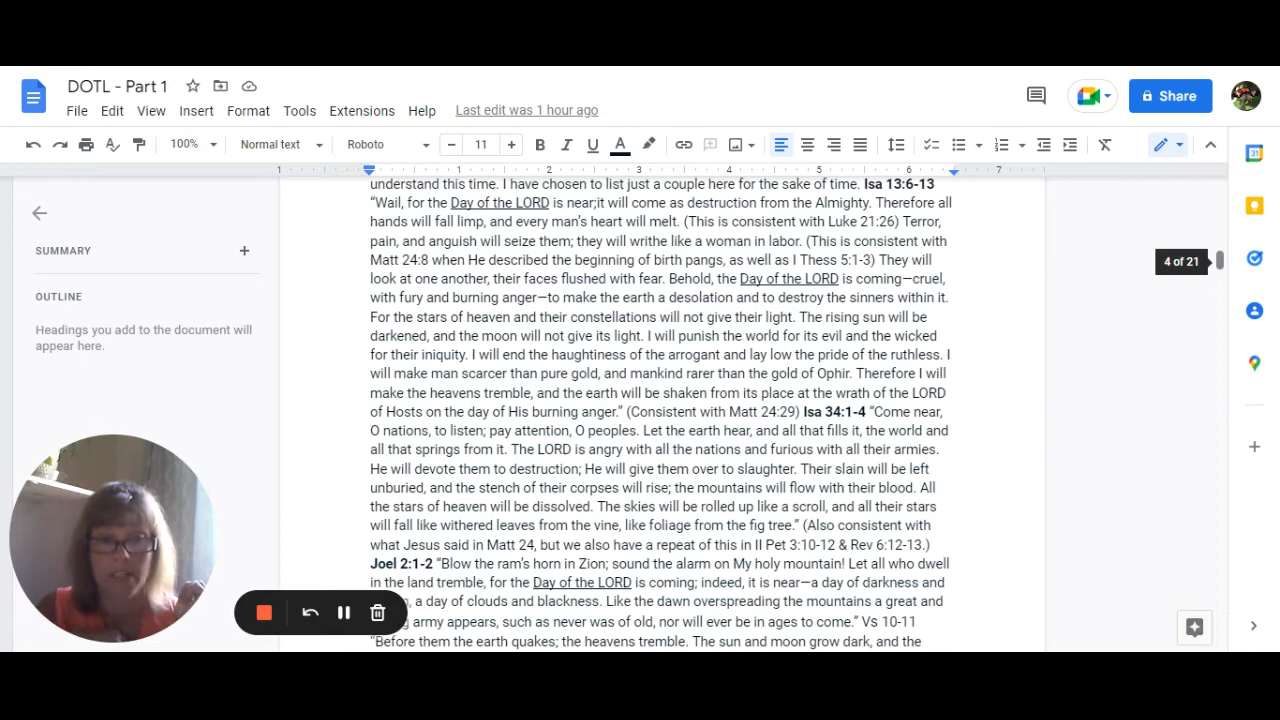 DOTL - Part 1
File Edit View Insert Format Tools Extensions Help Last edit was 1 hour ago
Share
100% Normal text Roboto 11
1 1 2 3 4 5 6 7
understand this time. I have chosen to list just a couple here for the sake of time. Isa 13:6-13
“Wail, for the Day of the LORD is near;it will come as destruction from the Almighty. Therefore all
hands will fall limp, and every man’s heart will melt. (This is consistent with Luke 21:26) Terror,
pain, and anguish will seize them; they will writhe like a woman in labor. (This is consistent with
Matt 24:8 when He described the beginning of birth pangs, as well as I Thess 5:1-3) They will
look at one another, their faces flushed with fear. Behold, the Day of the LORD is coming—cruel,
with fury and burning anger—to make the earth a desolation and to destroy the sinners within it.
For the stars of heaven and their constellations will not give their light. The rising sun will be
darkened, and the moon will not give its light. I will punish the world for its evil and the wicked
for their iniquity. I will end the haughtiness of the arrogant and lay low the pride of the ruthless. I
will make man scarcer than pure gold, and mankind rarer than the gold of Ophir. Therefore I will
make the heavens tremble, and the earth will be shaken from its place at the wrath of the LORD
of Hosts on the day of His burning anger.” (Consistent with Matt 24:29) Isa 34:1-4 “Come near,
O nations, to listen; pay attention, O peoples. Let the earth hear, and all that fills it, the world and
all that springs from it. The LORD is angry with all the nations and furious with all their armies.
He will devote them to destruction; He will give them over to slaughter. Their slain will be left
unburied, and the stench of their corpses will rise; the mountains will flow with their blood. All
the stars of heaven will be dissolved. The skies will be rolled up like a scroll, and all their stars
will fall like withered leaves from the vine, like foliage from the fig tree.” (Also consistent with
what Jesus said in Matt 24, but we also have a repeat of this in II Pet 3:10-12 & Rev 6:12-13.)
Joel 2:1-2 “Blow the ram’s horn in Zion; sound the alarm on My holy mountain! Let all who dwell
in the land tremble, for the Day of the LORD is coming; indeed, it is near—a day of darkness and
a day of clouds and blackness. Like the dawn overspreading the mountains a great and
army appears, such as never was of old, nor will ever be in ages to come.” Vs 10-11
“Before them the earth quakes; the heavens tremble. The sun and moon grow dark, and the
SUMMARY
OUTLINE
Headings you add to the document will
appear here.
4 of 21
31